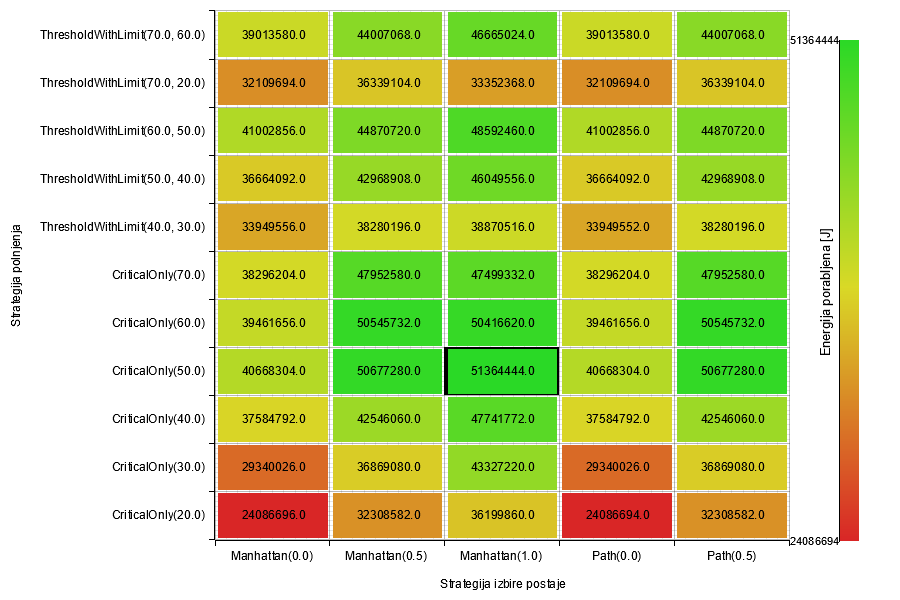 ThresholdWithLimit(70.0, 60.0) 39013580.0 44007068.0 46665024.0 39013580.0 44007068.0
51364444
ThresholdWithLimit(70.0, 20.0) 32109694.0 36339104.0 33352368.0 32109694.0 36339104.0
ThresholdWithLimit(60.0, 50.0) 41002856.0 44870720.0 48592460.0 41002856.0 44870720.0
ThresholdWithLimit(50.0, 40.0) 36664092.0 42968908.0 46049556.0 36664092.0 42968908.0
ThresholdWithLimit(40.0, 30.0) 33949556.0 38280196.0 38870516.0 33949552.0 38280196.0
CriticalOnly(70.0) 38296204.0 47952580.0 47499332.0 38296204.0 47952580.0
CriticalOnly(60.0) 39461656.0 50545732.0 50416620.0 39461656.0 50545732.0
CriticalOnly(50.0) 40668304.0 50677280.0 51364444.0 40668304.0 50677280.0
CriticalOnly(40.0) 37584792.0 42546060.0 47741772.0 37584792.0 42546060.0
CriticalOnly(30.0) 29340026.0 36869080.0 43327220.0 29340026.0 36869080.0
CriticalOnly(20.0) 24086696.0 32308582.0 36199860.0 24086694.0 32308582.0
24086694
Manhattan(0.0) Manhattan(0.5) Manhattan(1.0) Path(0.0) Path(0.5)
Strategija izbire postaje
Strategija polnjenja
Energija porabljena [J]